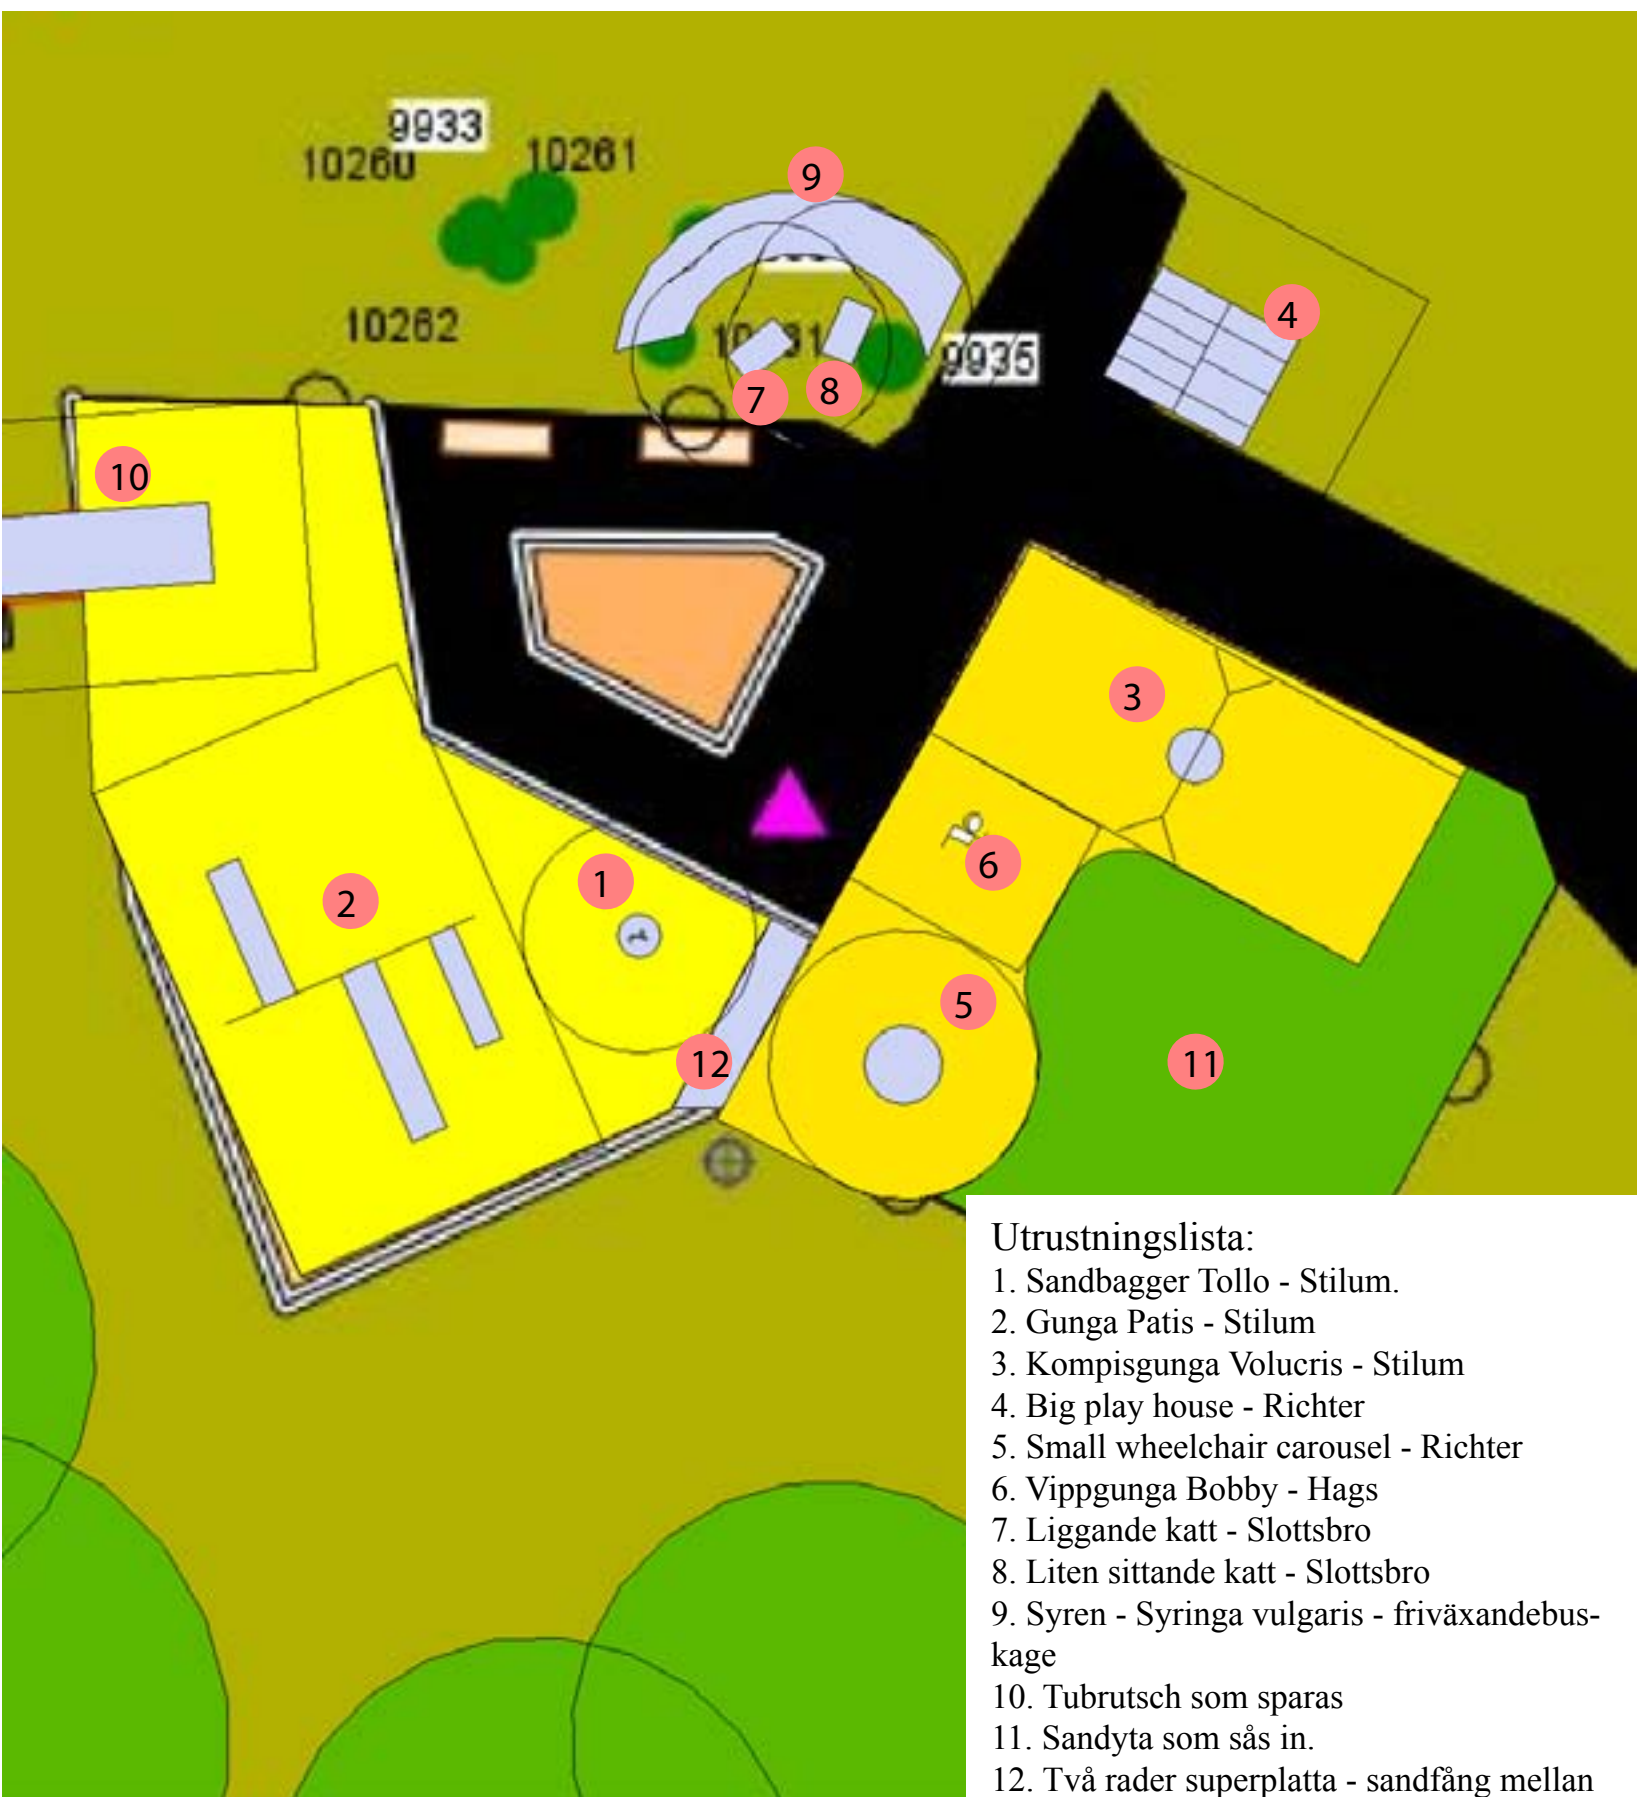 9933
10260
10261
9
4
10262
9935
7
8
10
3
6
1
2
5
12
11
Utrustningslista:
1. Sandbagger Tollo - Stilum.
2. Gunga Patis - Stilum
3. Kompisgunga Volucris - Stilum
4. Big play house - Richter
5. Small wheelchair carousel - Richter
6. Vippgunga Bobby - Hags
7. Liggande katt - Slottsbro
8. Liten sittande katt - Slottsbro
9. Syren - Syringa vulgaris - friväxandebus-
kage
10. Tubrutsch som sparas
11. Sandyta som sås in.
12. Två rader superplatta - sandfång mellan